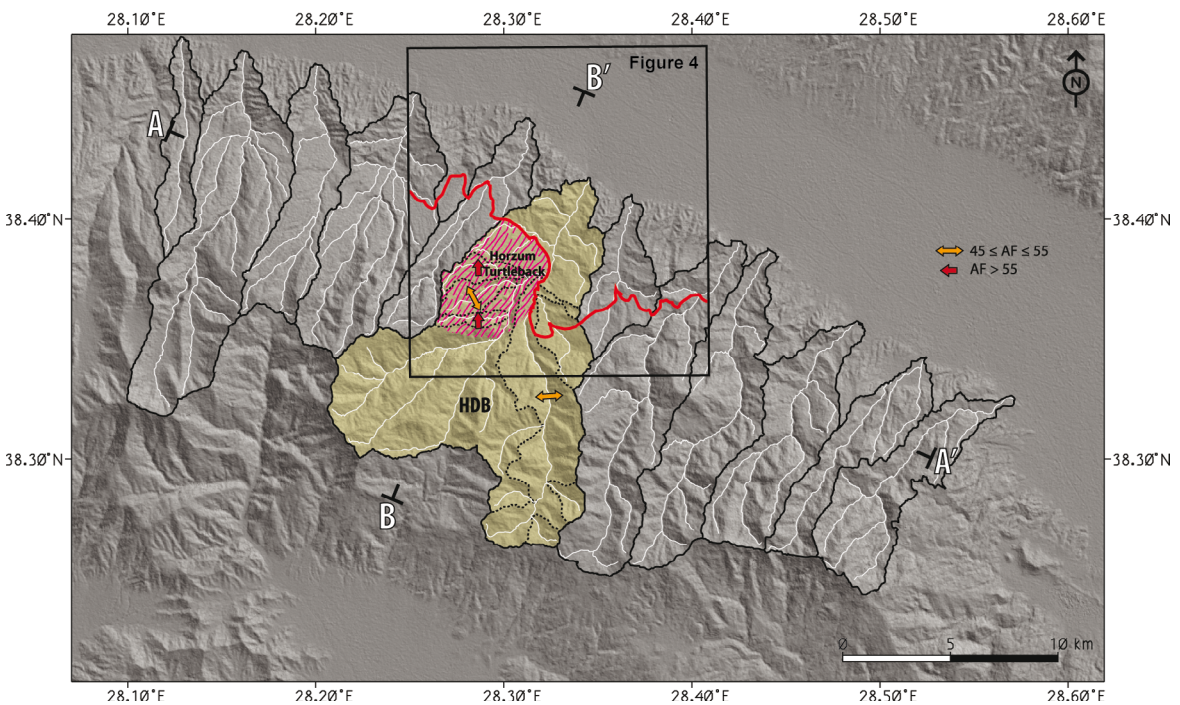 28.10˚E 28.20˚E 28.30˚E 28.40˚E 28.50˚E 28.60˚E
Figure 4
B′
N
A
38.40˚N 38.40˚N
45 ≤ AF ≤ 55
AF > 55
Horzum
Turtleback
HDB
38.30˚N 38.30˚N
A′
B
0 5 10 km
28.10˚E 28.20˚E 28.30˚E 28.40˚E 28.50˚E 28.60˚E